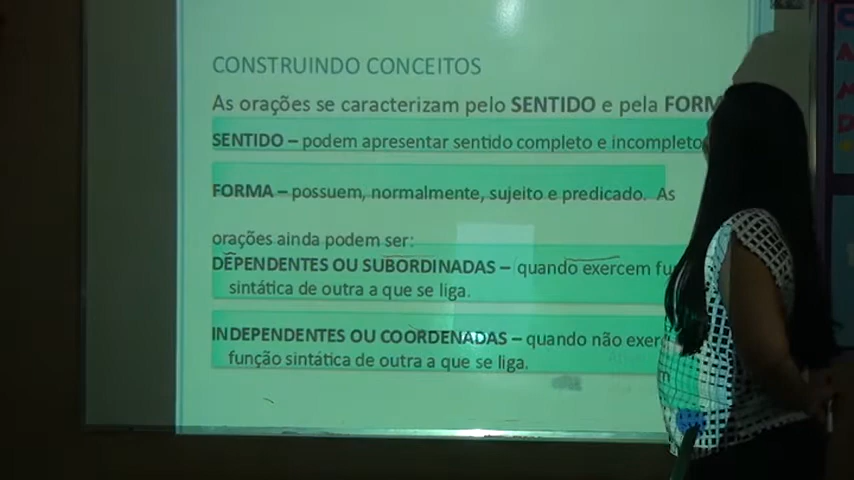 CONSTRUINDO CONCEITOS
As orações se caracterizam pelo SENTIDO e pela FORM
SENTIDO – podem apresentar sentido completo e incompleto
FORMA – possuem, normalmente, sujeito e predicado. As
orações ainda podem ser:
DEPENDENTES OU SUBORDINADAS – quando exercem fu
sintática de outra a que se liga.
INDEPENDENTES OU COORDENADAS – quando não exer
função sintática de outra a que se liga.